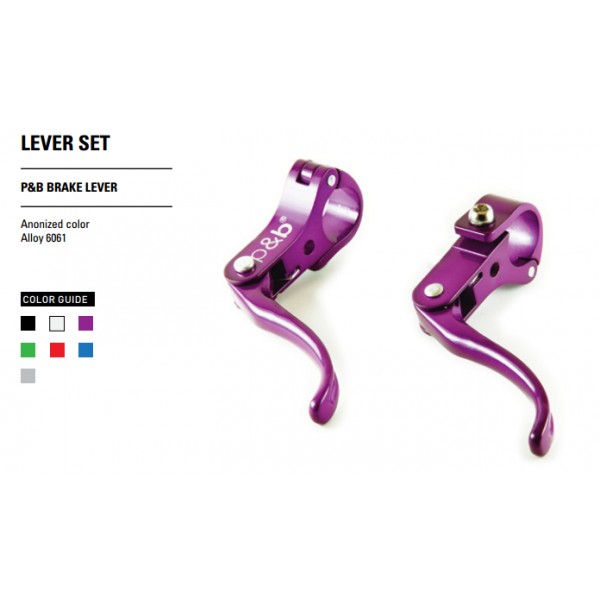 LEVER SET
P&B BRAKE LEVER
Anonized color
Alloy 6061
COLOR GUIDE
p&b®